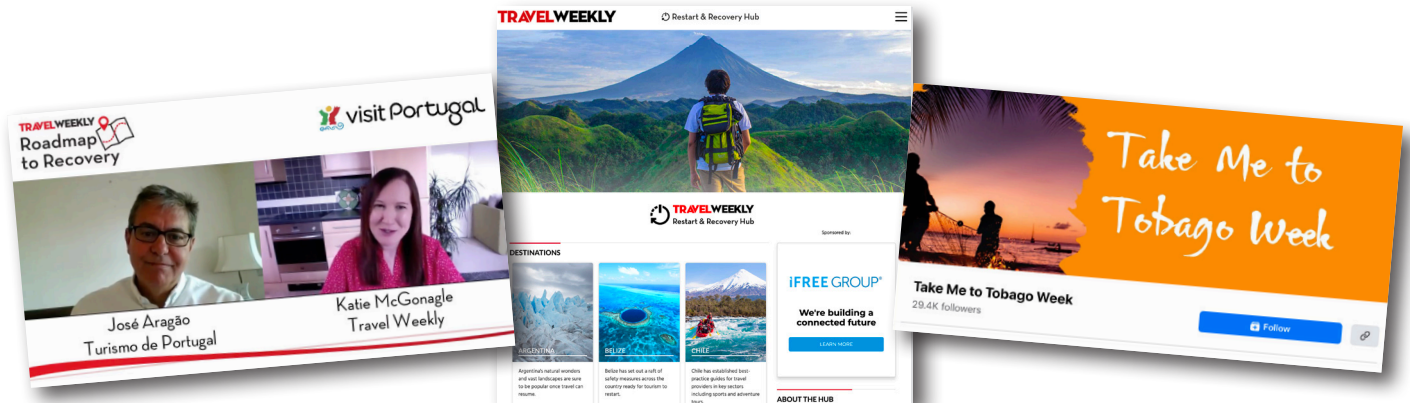 TRAVELWEEKLY
Roadmap
to Recovery
visit Portugal
José Aragão
Turismo de Portugal
Katie McGonagle
Travel Weekly
TRAVELWEEKLY
Restart & Recovery Hub
TRAVELWEEKLY
Restart & Recovery Hub
Sponsored by:
DESTINATIONS
ARGENTINA
Argentina's natural wonders
and vast landscapes are sure
to be popular once travel can
resume.
BELIZE
Belize has set out a raft of
safety measures across the
country ready for tourism to
restart.
CHILE
Chile has established best-
practice guides for travel
providers in key sectors
including sports and adventure
tours.
iFREE GROUP®
We're building a
connected future
LEARN MORE
ABOUT THE HUB
Take Me to
Tobago Week
Take Me to Tobago Week
29.4K followers
Follow